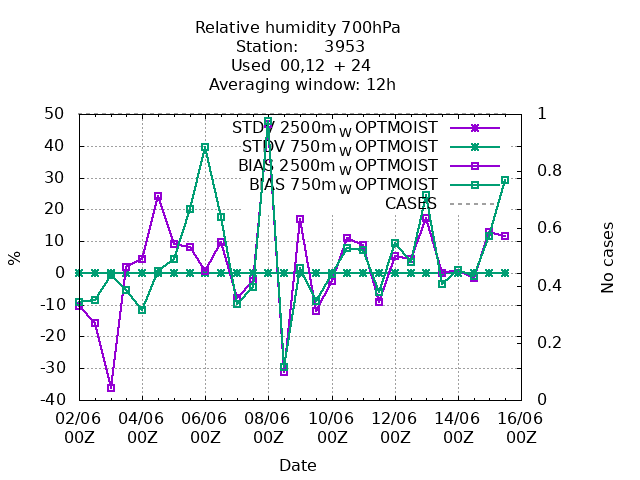 Relative humidity 700hPa
Station: 3953
Used 00,12 + 24
Averaging window: 12h
50
40
30
20
10
0
-10
-20
-30
-40
%
1
0.8
0.6
0.4
0.2
0
No cases
STDV 2500m W OPTMOIST
STDV 750m W OPTMOIST
BIAS 2500m W OPTMOIST
BIAS 750m W OPTMOIST
CASES
02/06 04/06 06/06 08/06 10/06 12/06 14/06 16/06
00Z 00Z 00Z 00Z 00Z 00Z 00Z 00Z
Date